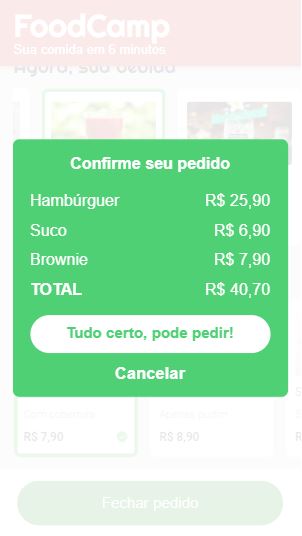 FoodCamp
Sua comida em 6 minutos
Agora, sua bebida
Confirme seu pedido
Hambúrguer R$ 25,90
Suco R$ 6,90
Brownie R$ 7,90
TOTAL R$ 40,70
Tudo certo, pode pedir!
Cancelar
Com cobertura Apenas pudim
R$ 7,90 R$ 8,90
Fechar pedido